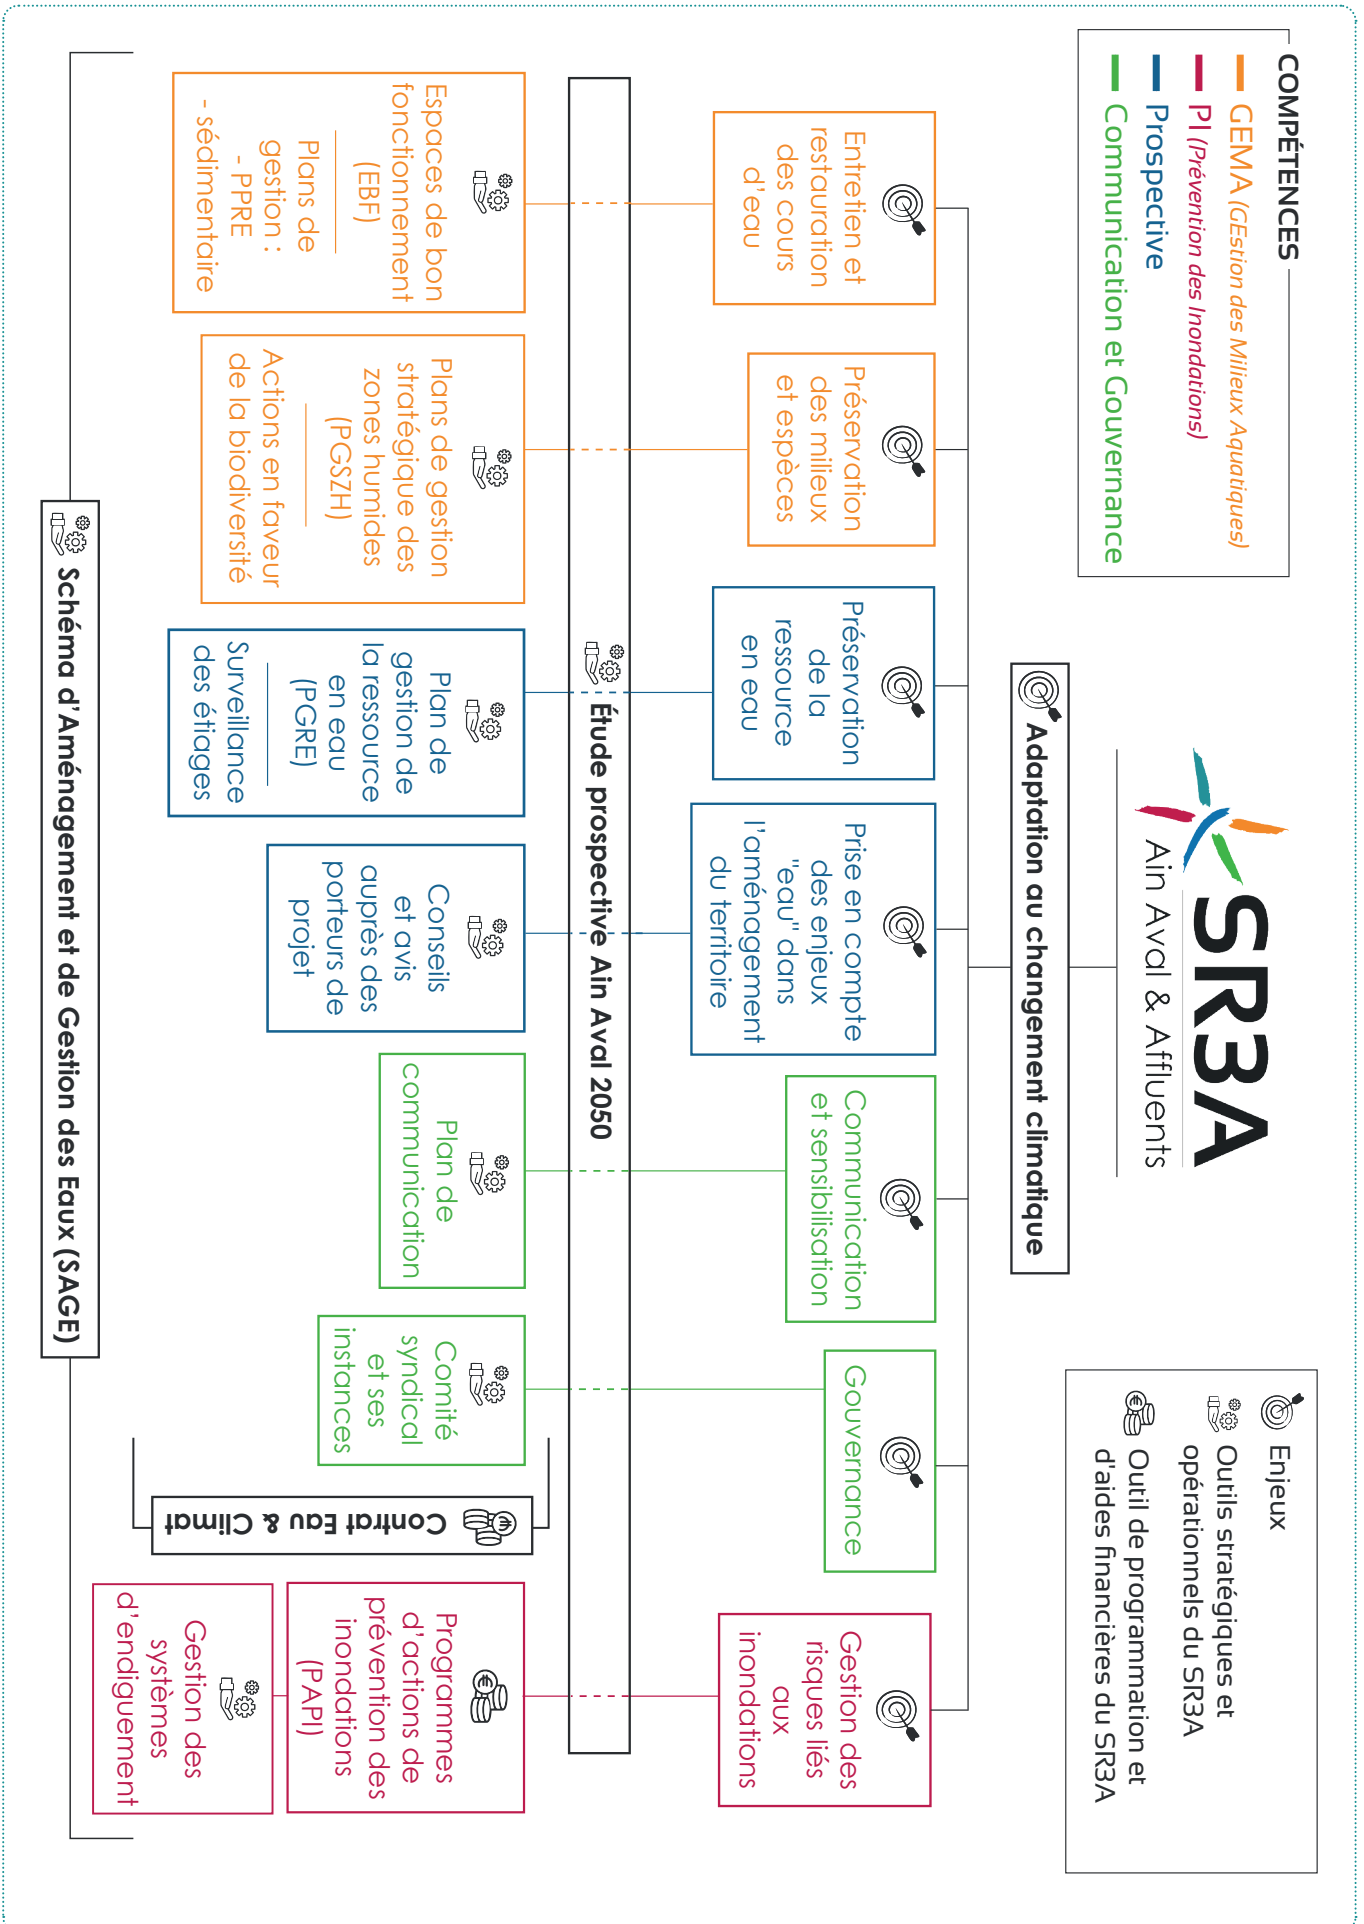 COMPÉTENCES
GEMA (GEstion des Milieux Aquatiques)
PI (Prévention des Inondations)
Prospective
Communication et Gouvernance
SR3A
Ain Aval & Affluents
Enjeux
Outils stratégiques et
opérationnels du SR3A
Outil de programmation et
d'aides financières du SR3A
Adaptation au changement climatique
Entretien et
restauration
des cours
d'eau
Préservation
des milieux
et espèces
Préservation
de la
ressource
en eau
Prise en compte
des enjeux
"eau" dans
l'aménagement
du territoire
Communication
et sensibilisation
Gouvernance
Gestion des
risques liés
aux
inondations
Étude prospective Ain Aval 2050
Espaces de bon
fonctionnement
(EBF)
Plans de
gestion :
- PPRE
- sédimentaire
Plans de gestion
stratégique des
zones humides
(PGSZH)
Actions en faveur
de la biodiversité
Plan de
gestion de
la ressource
en eau
(PGRE)
Surveillance
des étiages
Conseils
et avis
auprès des
porteurs de
projet
Plan de
communication
Comité
syndical
et ses
instances
Contrat Eau & Climat
Programmes
d'actions de
prévention des
inondations
(PAPI)
Gestion des
systèmes
d'endiguement
Schéma d'Aménagement et de Gestion des Eaux (SAGE)